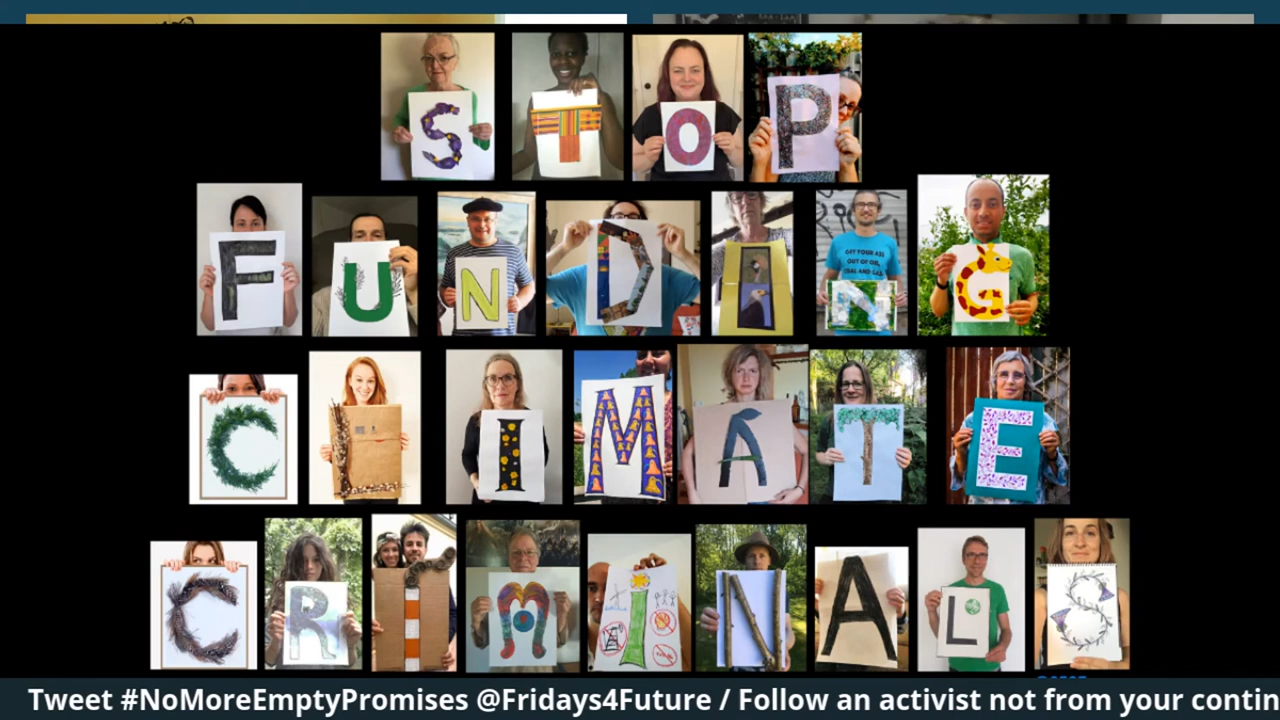 STOP
FUNDING
GET YOUR ASS
OUT OF OIL,
COAL AND GAS.
CLIMATE
CRIMINALS
Tweet #NoMoreEmptyPromises @Fridays4Future / Follow an activist not from your contin